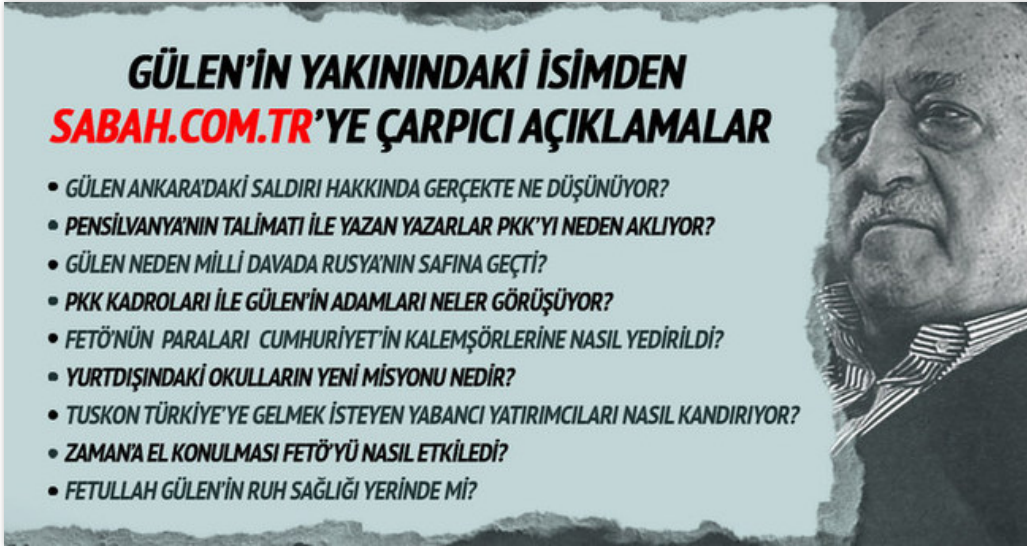 GÜLEN'İN YAKININDAKİ İSİMDEN
SABAH.COM.TR'YE ÇARPICI AÇIKLAMALAR
• GÜLEN ANKARA'DAKİ SALDIRI HAKKINDA GERÇEKTE NE DÜŞÜNÜYOR?
• PENSİLVANYA'NIN TALİMATI İLE YAZAN YAZARLAR PKK'YI NEDEN AKLIYOR?
• GÜLEN NEDEN MİLLİ DAVADA RUSYA'NIN SAFINA GEÇTİ?
• PKK KADROLARI İLE GÜLEN'İN ADAMLARI NELER GÖRÜŞÜYOR?
• FETÖ'NÜN PARALARI CUMHURİYET'İN KALEMŞÖRLERİNE NASIL YEDİRİLDİ?
• YURTDIŞINDAKİ OKULLARIN YENİ MİSYONU NEDİR?
• TUSKON TÜRKİYE'YE GELMEK İSTEYEN YABANCI YATIRIMCILARI NASIL KANDIRIYOR?
• ZAMAN'A EL KONULMASI FETÖ'YÜ NASIL ETKİLEDİ?
• FETULLAH GÜLEN'İN RUH SAĞLIĞI YERİNDE Mİ?